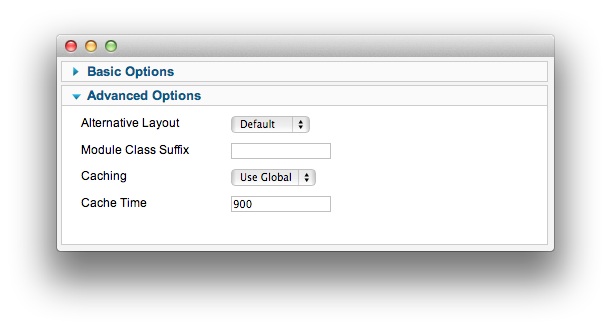 Basic Options
Advanced Options
Alternative Layout Default
Module Class Suffix
Caching Use Global
Cache Time 900